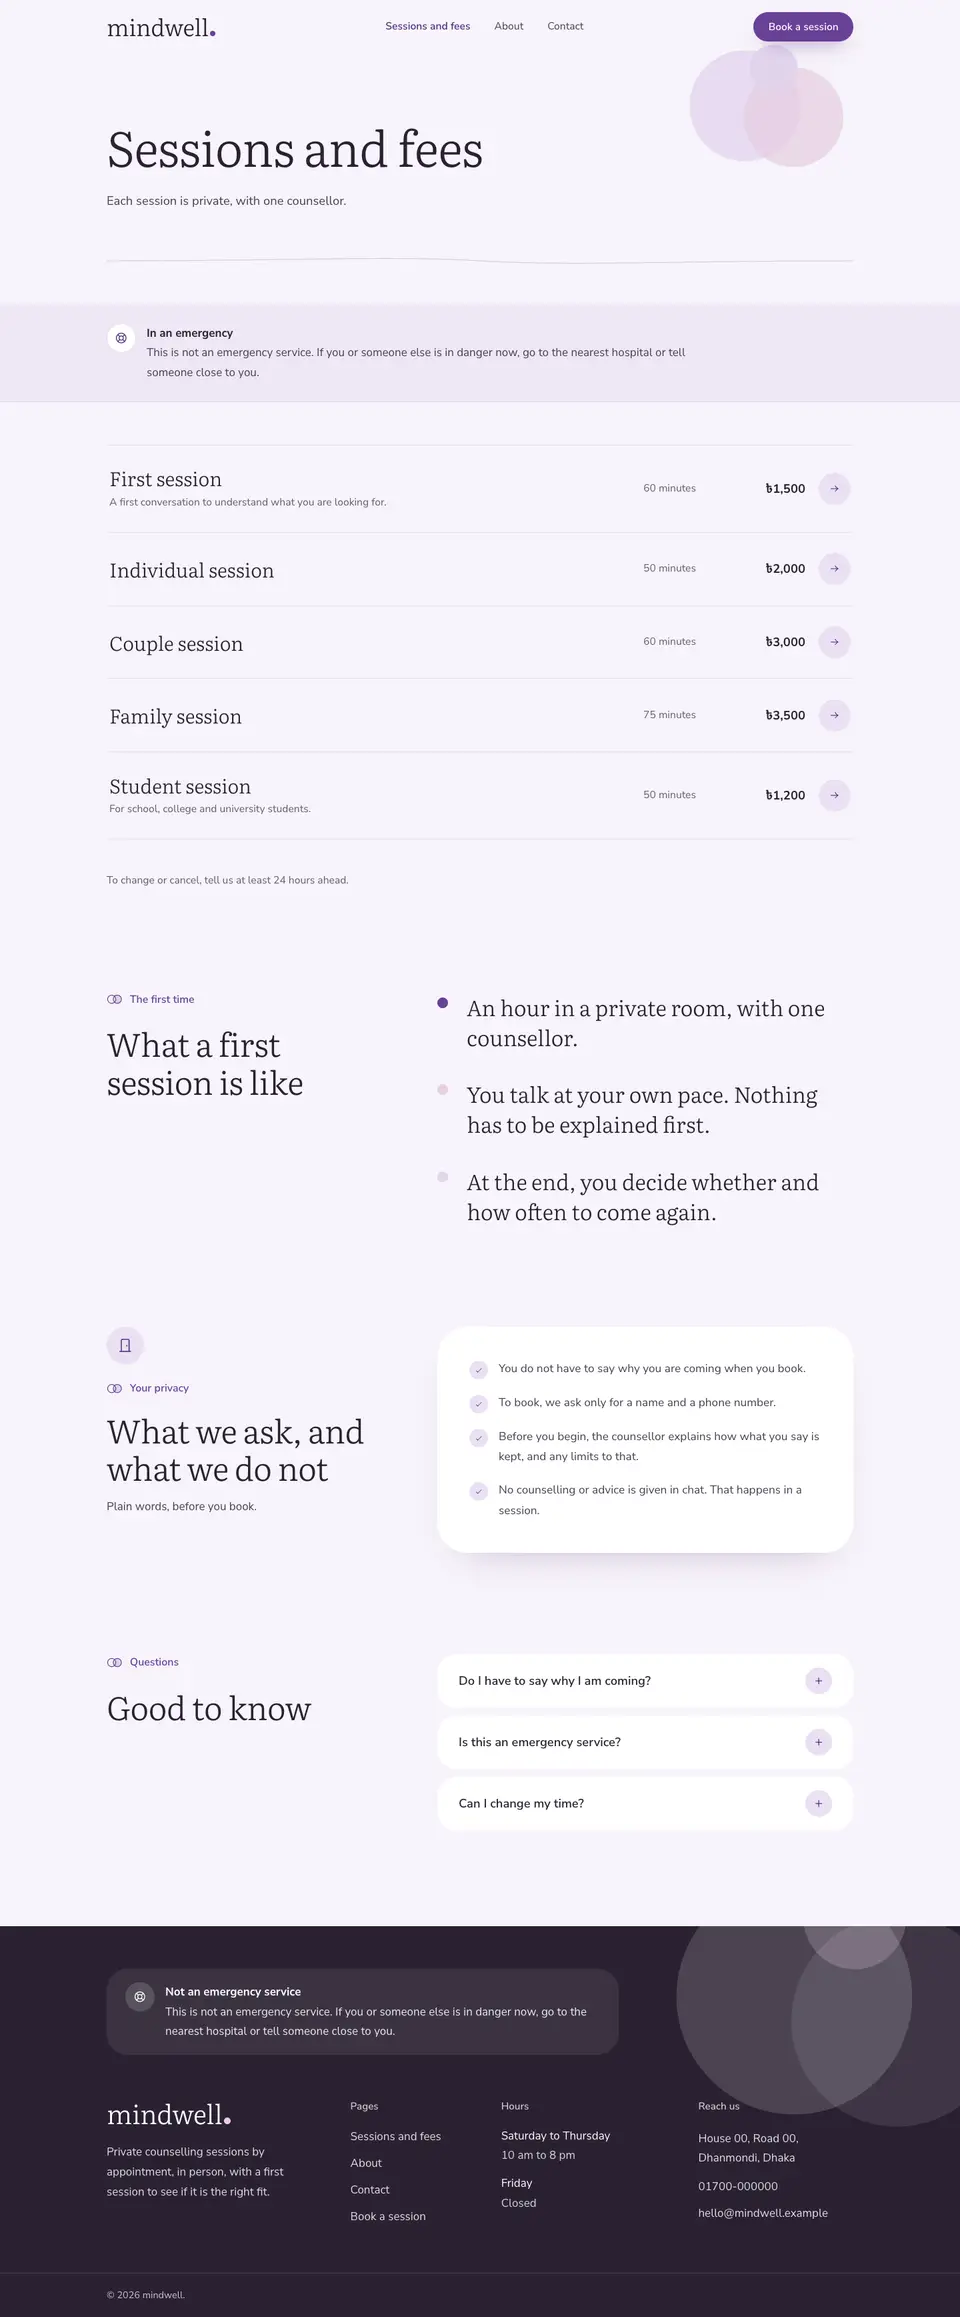 mindwell.
Sessions and fees
About
Contact
Book a session
Sessions and fees
Each session is private, with one counsellor.
In an emergency
This is not an emergency service. If you or someone else is in danger now, go to the nearest hospital or tell
someone close to you.
First session
A first conversation to understand what you are looking for.
60 minutes
৳1,500
Individual session
50 minutes
৳2,000
Couple session
60 minutes
৳3,000
Family session
75 minutes
৳3,500
Student session
For school, college and university students.
50 minutes
৳1,200
To change or cancel, tell us at least 24 hours ahead.
The first time
What a first
session is like
An hour in a private room, with one
counsellor.
You talk at your own pace. Nothing
has to be explained first.
At the end, you decide whether and
how often to come again.
Your privacy
What we ask, and
what we do not
Plain words, before you book.
You do not have to say why you are coming when you book.
To book, we ask only for a name and a phone number.
Before you begin, the counsellor explains how what you say is
kept, and any limits to that.
No counselling or advice is given in chat. That happens in a
session.
Questions
Good to know
Do I have to say why I am coming?
Is this an emergency service?
Can I change my time?
Not an emergency service
This is not an emergency service. If you or someone else is in danger now, go to the
nearest hospital or tell someone close to you.
mindwell.
Private counselling sessions by
appointment, in person, with a first
session to see if it is the right fit.
Pages
Sessions and fees
About
Contact
Book a session
Hours
Saturday to Thursday
10 am to 8 pm
Friday
Closed
Reach us
House 00, Road 00,
Dhanmondi, Dhaka
01700-000000
hello@mindwell.example
© 2026 mindwell.